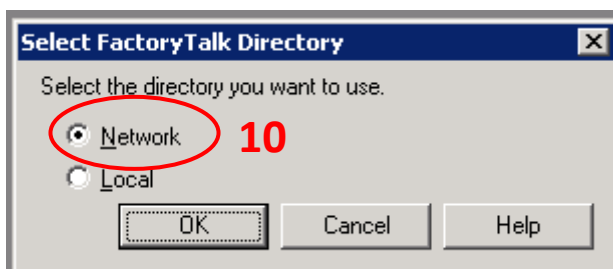 Select FactoryTalk Directory
Select the directory you want to use.
Network 10
Local
OK Cancel Help